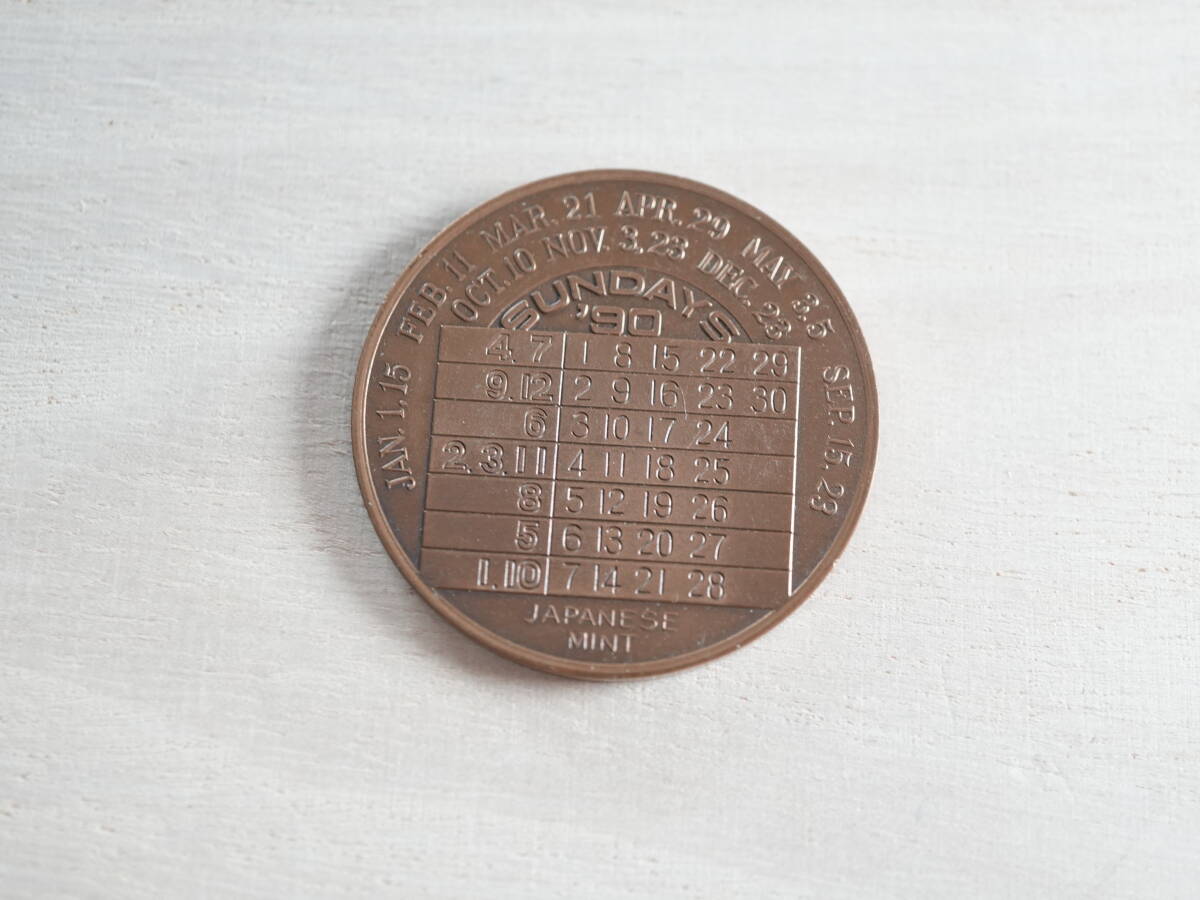 JAN. 1. 15 FEB. 11 MAR. 21 APR. 29 MAY 3.5 SEP. 15. 23
OCT. 10 NOV. 3. 23 DEC. 23
SUNDAYS
'90
4. 7 1 8 15 22 29
9. 12 2 9 16 23 30
6 3 10 17 24
2. 3. 11 4 11 18 25
8 5 12 19 26
5 6 13 20 27
1. 10 7 14 21 28
JAPANESE
MINT